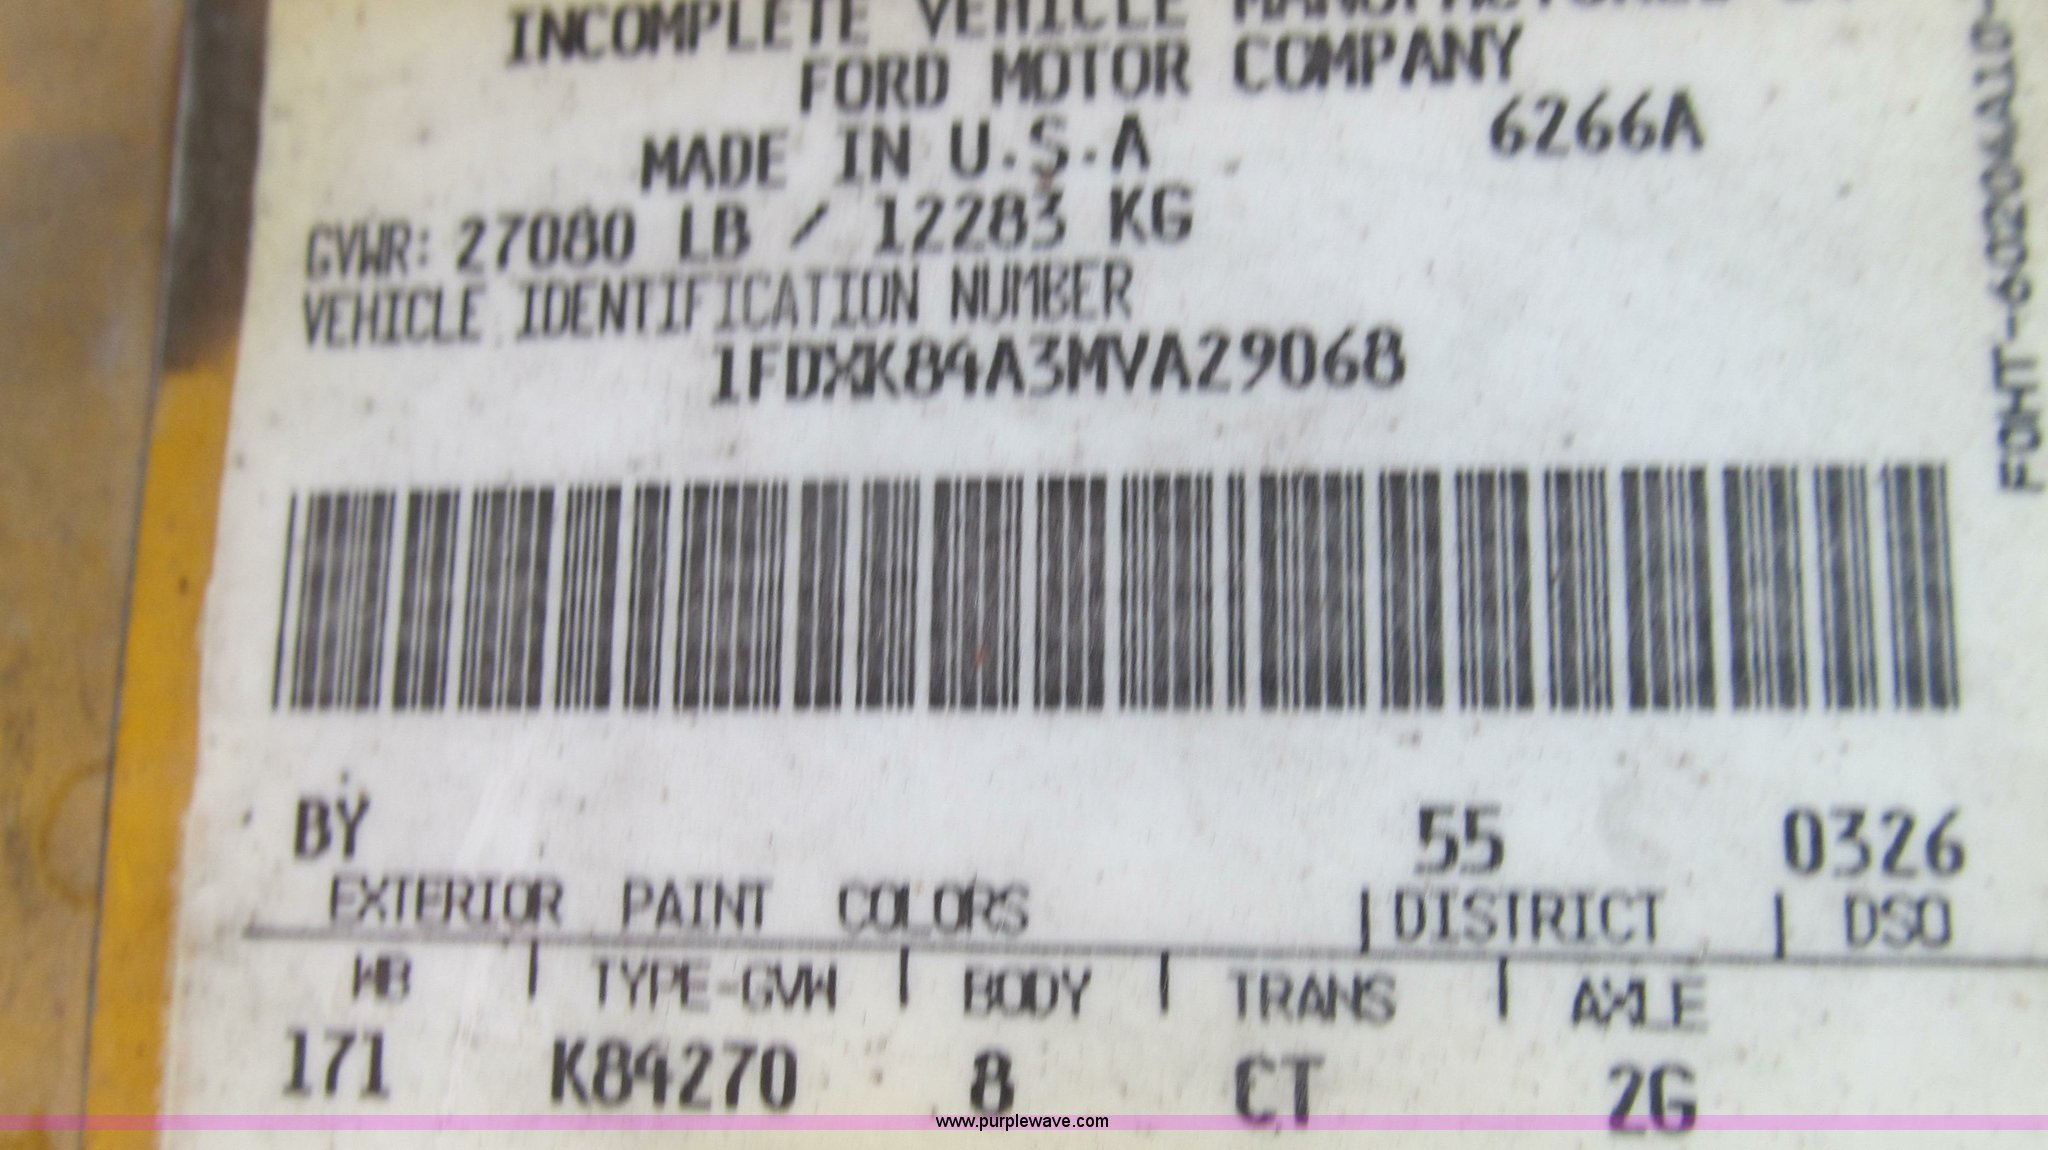 INCOMPLETE VEHICLE MANUFACTURED
FORD MOTOR COMPANY
MADE IN U.S.A 6266A
GVWR: 27080 LB / 12283 KG
VEHICLE IDENTIFICATION NUMBER
1FDXK84A3MVA29068
BY 55 0326
EXTERIOR PAINT COLORS | DISTRICT | DSO
WB | TYPE-GVW | BODY | TRANS | AXLE
171 K84270 8 CT 2G
www.purplewave.com